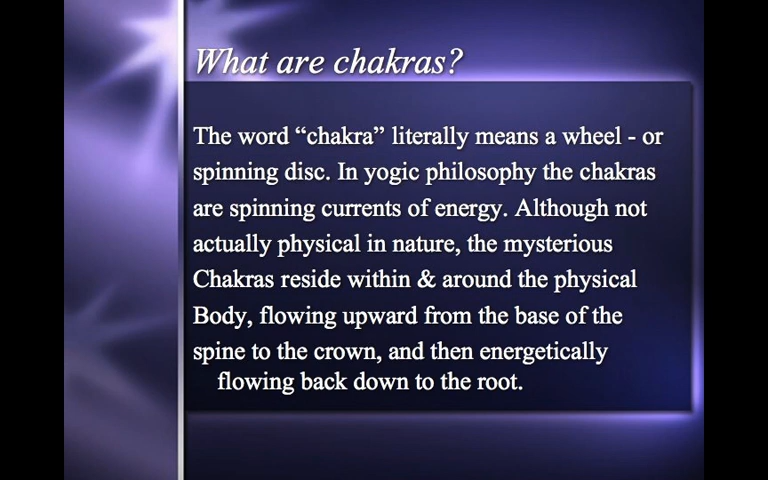 What are chakras?
The word “chakra” literally means a wheel - or
spinning disc. In yogic philosophy the chakras
are spinning currents of energy. Although not
actually physical in nature, the mysterious
Chakras reside within & around the physical
Body, flowing upward from the base of the
spine to the crown, and then energetically
flowing back down to the root.